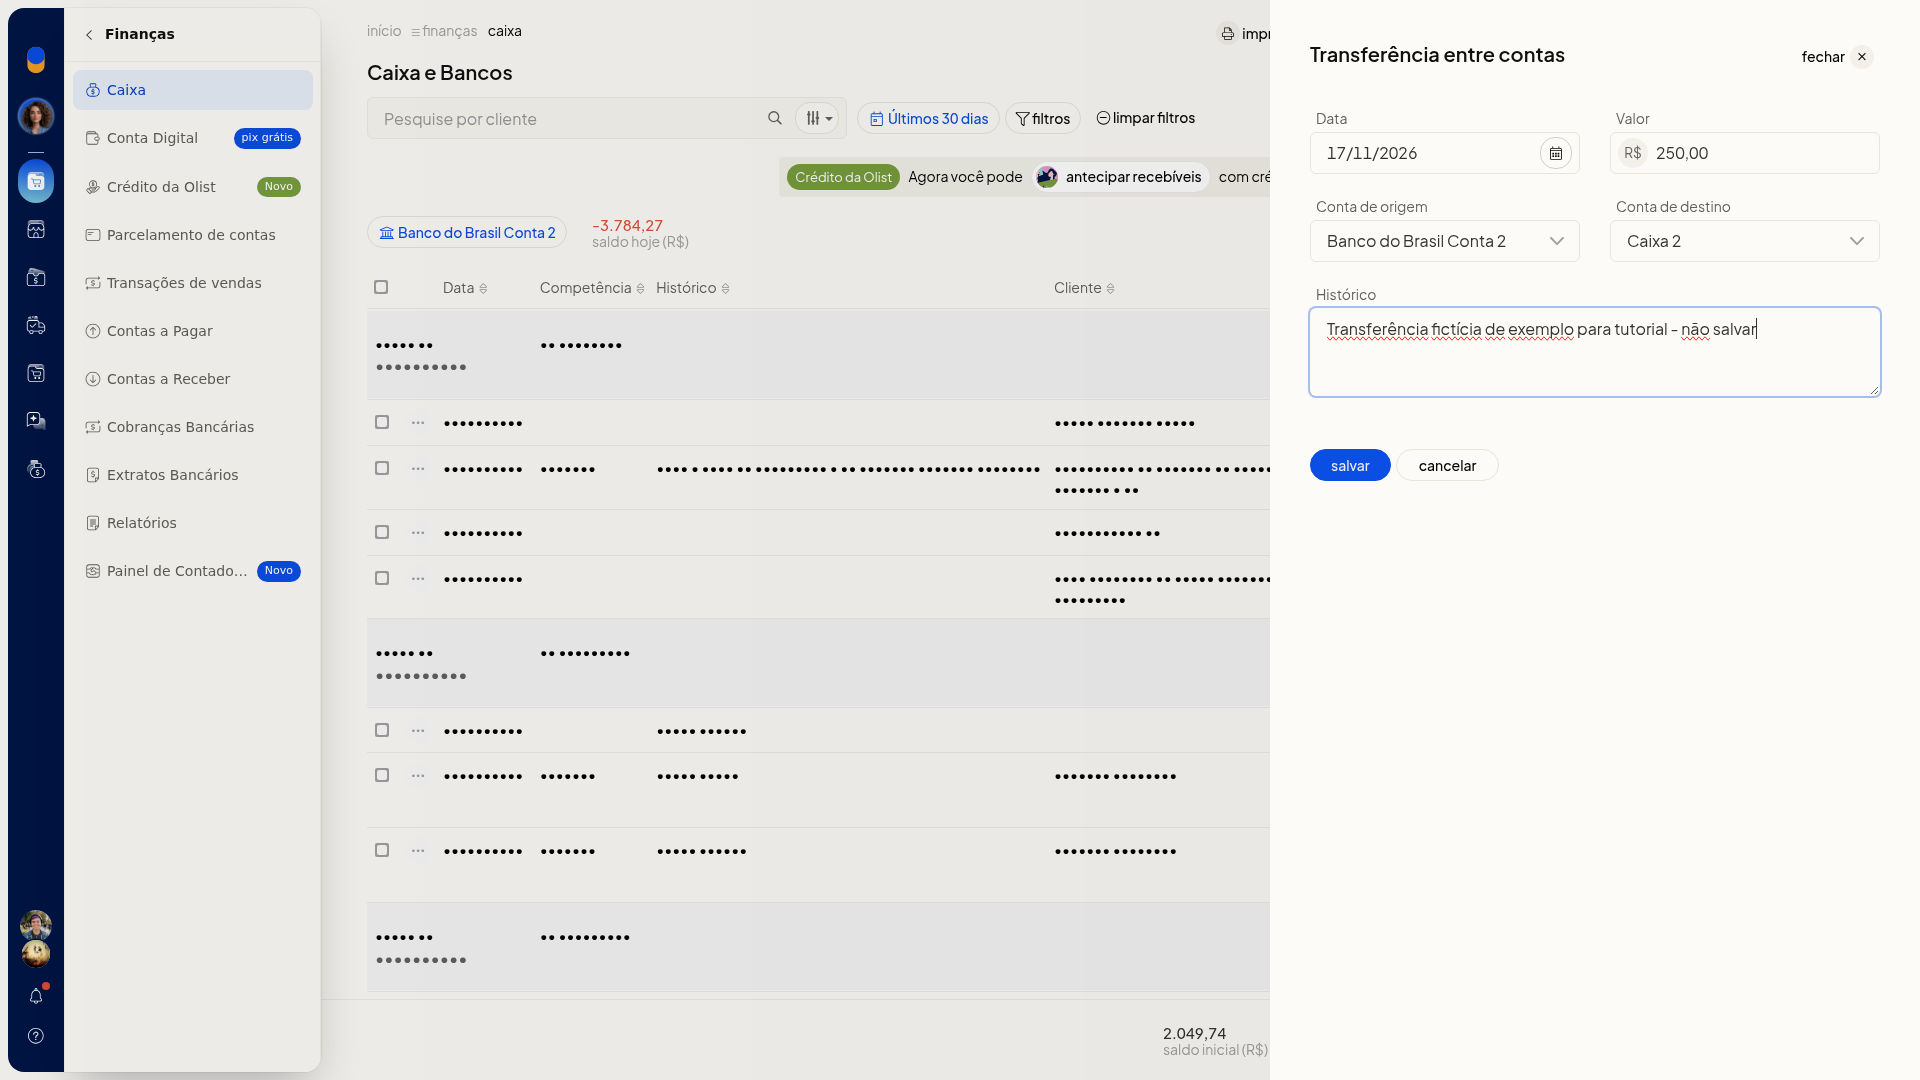 Finanças
Caixa
Conta Digital
pix grátis
Crédito da Olist
Novo
Parcelamento de contas
Transações de vendas
Contas a Pagar
Contas a Receber
Cobranças Bancárias
Extratos Bancários
Relatórios
Painel de Contado...
Novo
início
finanças
caixa
impr
Caixa e Bancos
Pesquise por cliente
Últimos 30 dias
filtros
limpar filtros
Crédito da Olist
Agora você pode
antecipar recebíveis
com cré
Banco do Brasil Conta 2
-3.784,27
saldo hoje (R$)
Data
Competência
Histórico
Cliente
2.049,74
saldo inicial (R$)
Transferência entre contas
fechar
Data
Valor
17/11/2026
R$
250,00
Conta de origem
Conta de destino
Banco do Brasil Conta 2
Caixa 2
Histórico
Transferência fictícia de exemplo para tutorial - não salvar
salvar
cancelar